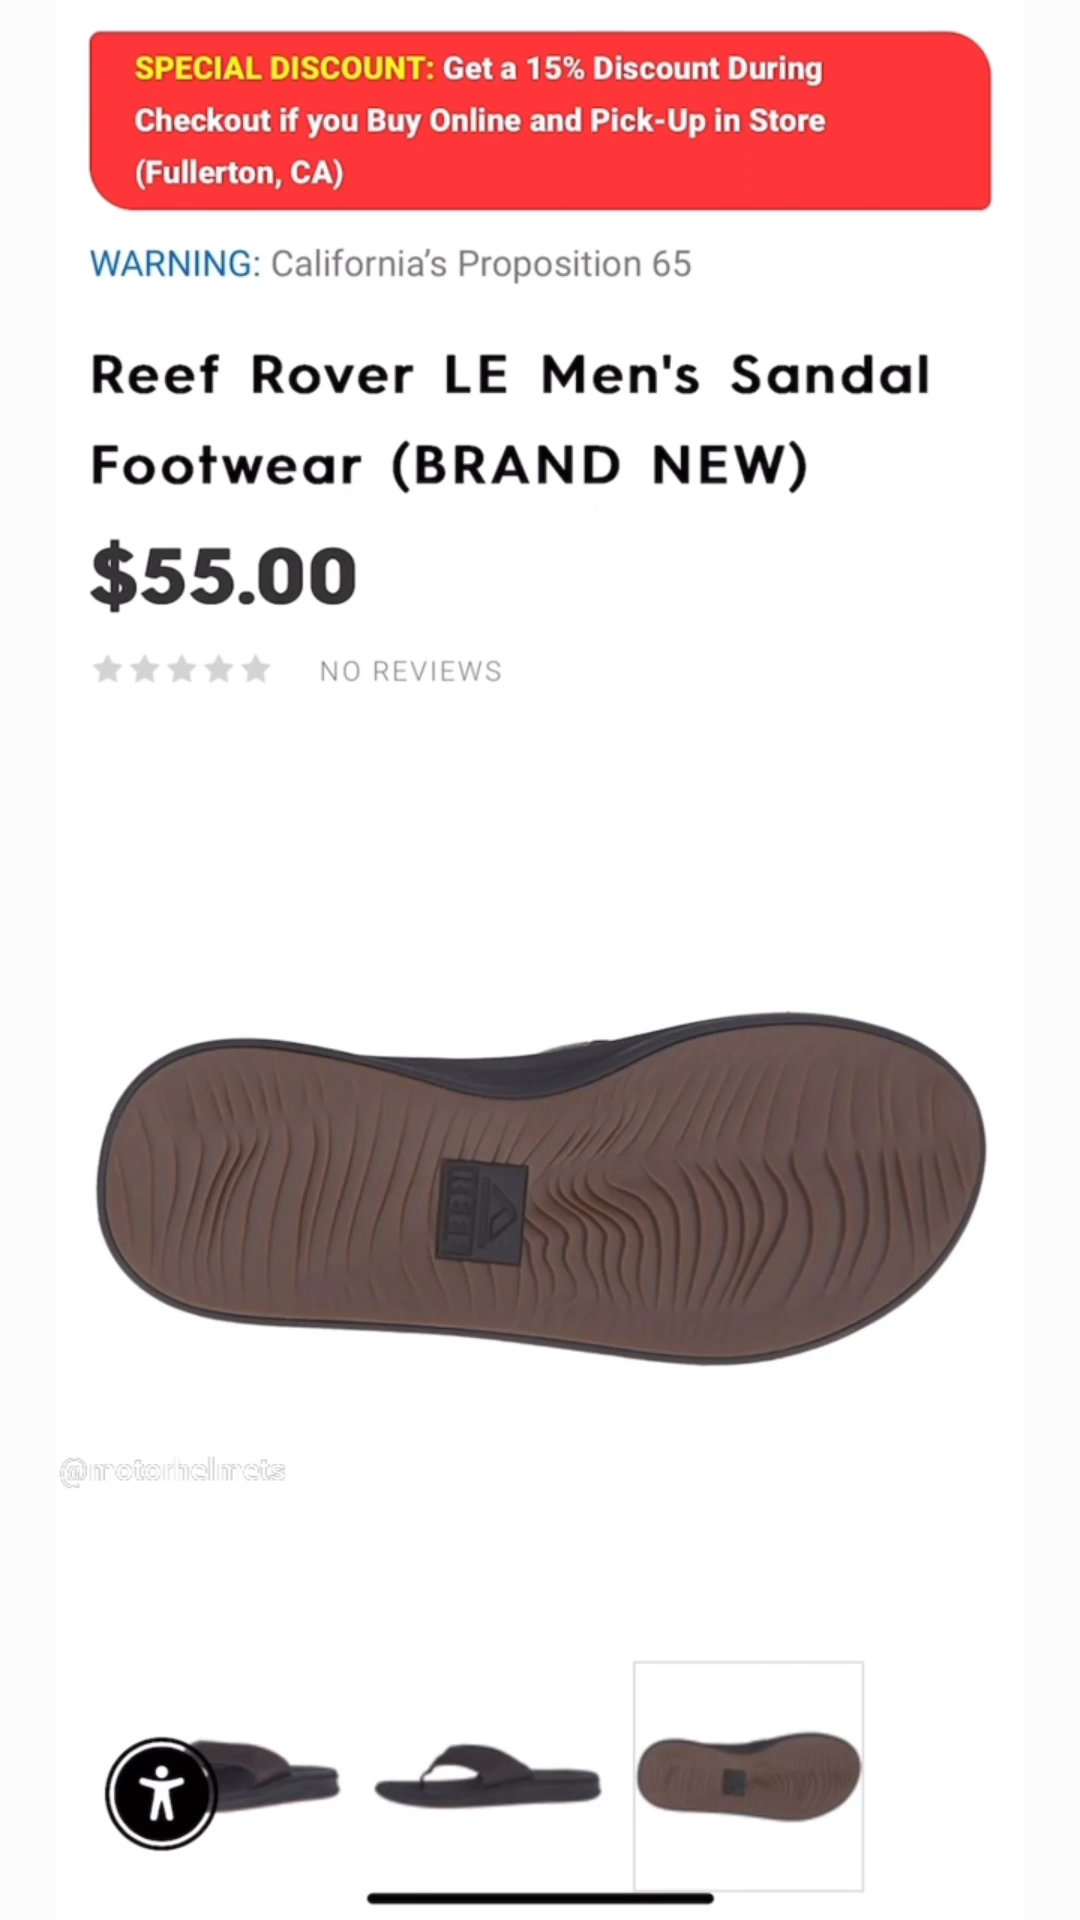 SPECIAL DISCOUNT: Get a 15% Discount During
Checkout if you Buy Online and Pick-Up in Store
(Fullerton, CA)
WARNING: California’s Proposition 65
Reef Rover LE Men's Sandal
Footwear (BRAND NEW)
$55.00
NO REVIEWS
REEF
@motorhelmets